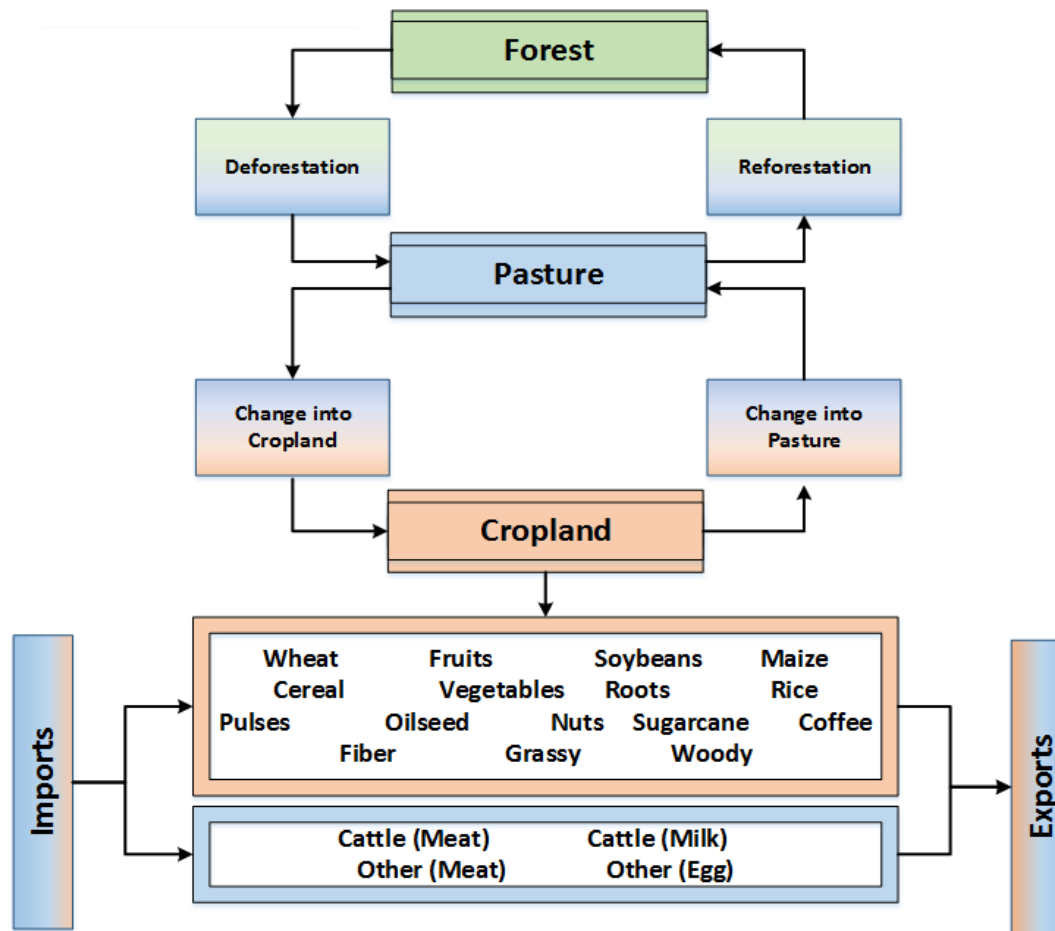 Forest
Deforestation
Reforestation
Pasture
Change into
Cropland
Change into
Pasture
Cropland
Imports
Wheat Fruits Soybeans Maize
Cereal Vegetables Roots Rice
Pulses Oilseed Nuts Sugarcane Coffee
Fiber Grassy Woody
Cattle (Meat) Cattle (Milk)
Other (Meat) Other (Egg)
Exports